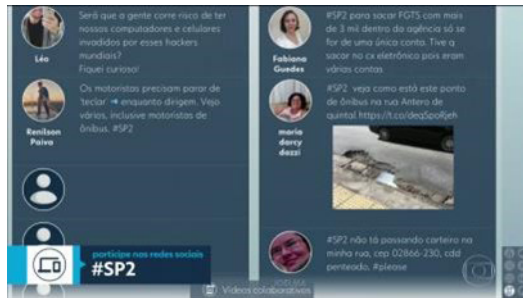 Será que a gente corre risco de ter
nossos computadores e celulares
invadidos por esses hackers
mundiais?
Fiquei curioso!
Léo
Os motoristas precisam parar de
'teclar' ➜ enquanto dirigem. Vejo
vários, inclusive motoristas de
ônibus. #SP2
Renilson
Paiva
#SP2 para sacar FGTS com mais
de 3 mil dentro da agência só se
for de uma única conta. Tive q
sacar no cx eletrônico pois eram
várias contas
Fabiana
Guedes
#SP2 veja como está este ponto
de ônibus na rua Antero de
quintal https://t.co/deqSpoRjeh
maria
darcy
dozzi
#SP2 não tá passando carteiro na
minha rua, cep 02866-230, cdd
penteado, #please
participe nas redes sociais
#SP2
Vídeos colaborativos